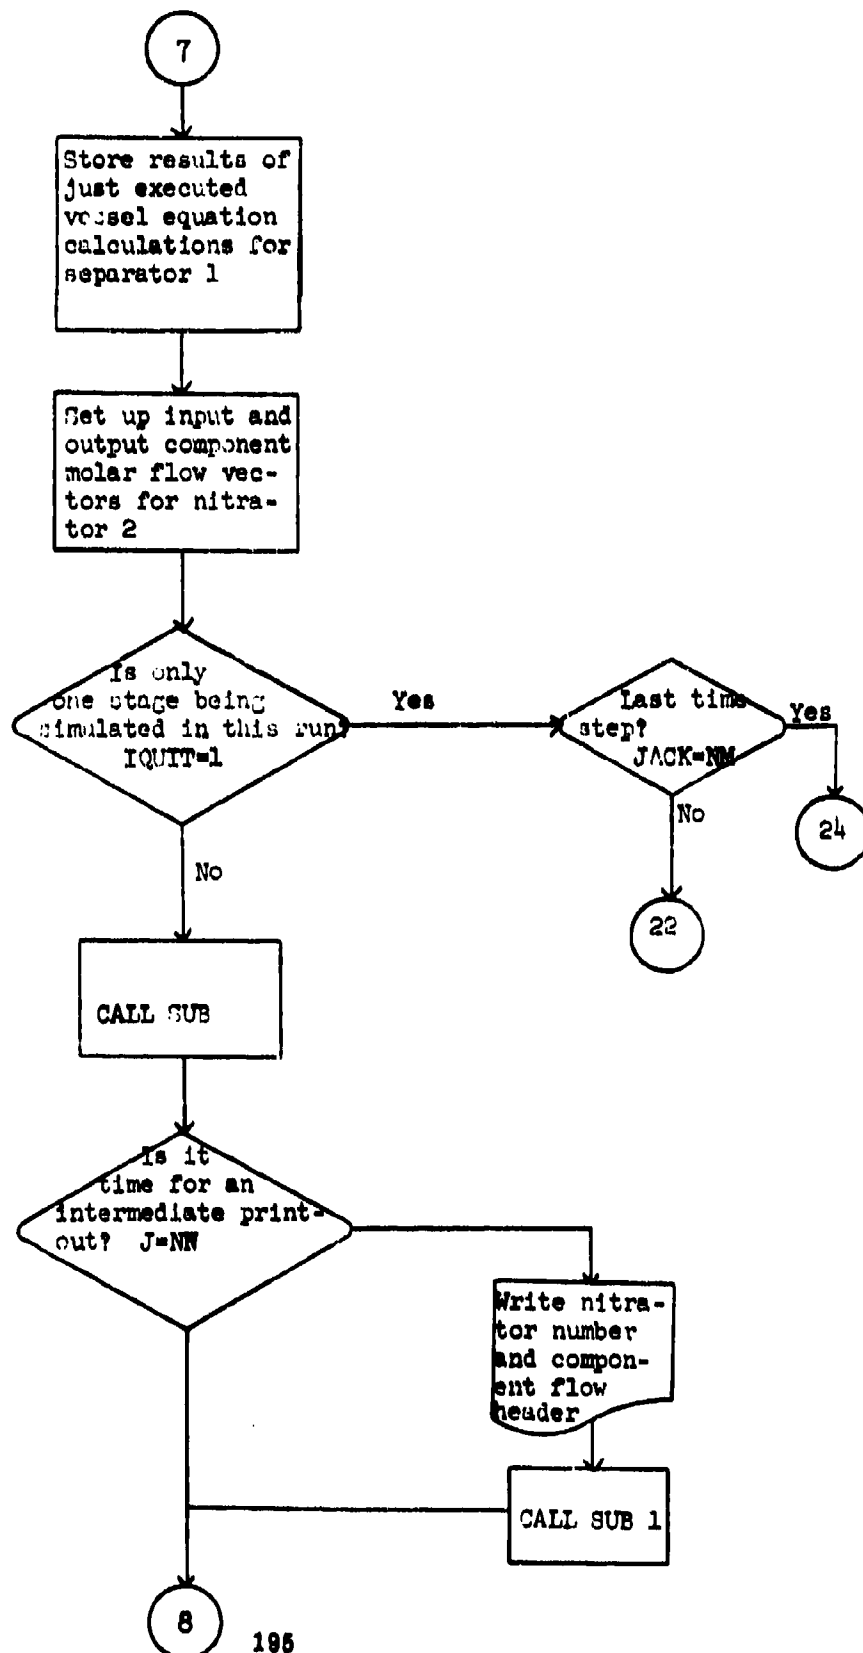 7
Store results of
just executed
vessel equation
calculations for
separator 1
Set up input and
output component
molar flow vec-
tors for nitra-
tor 2
Is only
one stage being
simulated in this run
IQUIT=1
Yes
Last time
step?
JACK=NM
Yes
24
No
22
No
CALL SUB
Is it
time for an
intermediate print-
out? J=NN
Write nitra-
tor number
and compon-
ent flow
header
CALL SUB 1
8
195